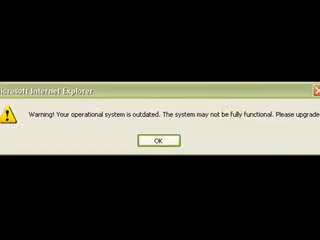 icrosoft Internet Explorer
Warning! Your operational system is outdated. The system may not be fully functional. Please upgrade
OK